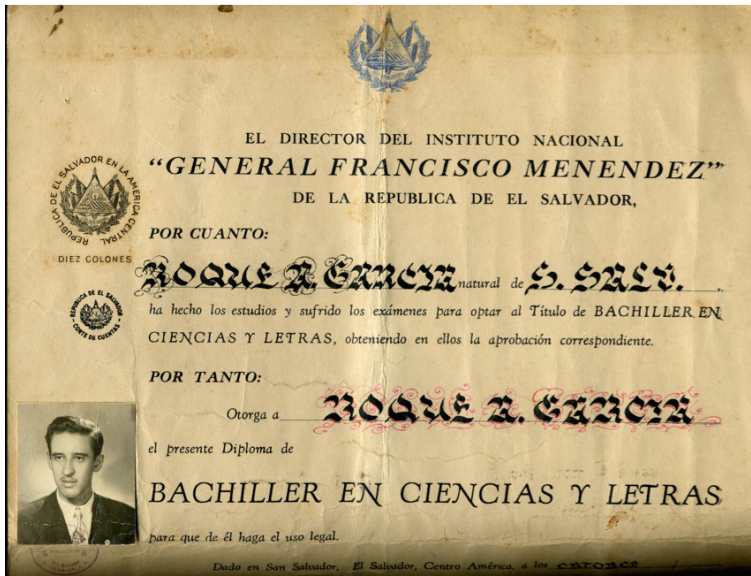 EL DIRECTOR DEL INSTITUTO NACIONAL
“GENERAL FRANCISCO MENENDEZ”
DE LA REPUBLICA DE EL SALVADOR,
REPUBLICA DE EL SALVADOR EN LA AMERICA CENTRAL
DIEZ COLONES
POR CUANTO:
ROQUE A. GARCIA natural de S. SALV.
REPUBLICA DE EL SALVADOR
CORTE DE CUENTAS
ha hecho los estudios y sufrido los exámenes para optar al Título de BACHILLER EN
CIENCIAS Y LETRAS, obteniendo en ellos la aprobación correspondiente.
POR TANTO:
Otorga a ROQUE A. GARCIA
el presente Diploma de
BACHILLER EN CIENCIAS Y LETRAS
para que de él haga el uso legal.
Dado en San Salvador, El Salvador, Centro América, a los CATORCE